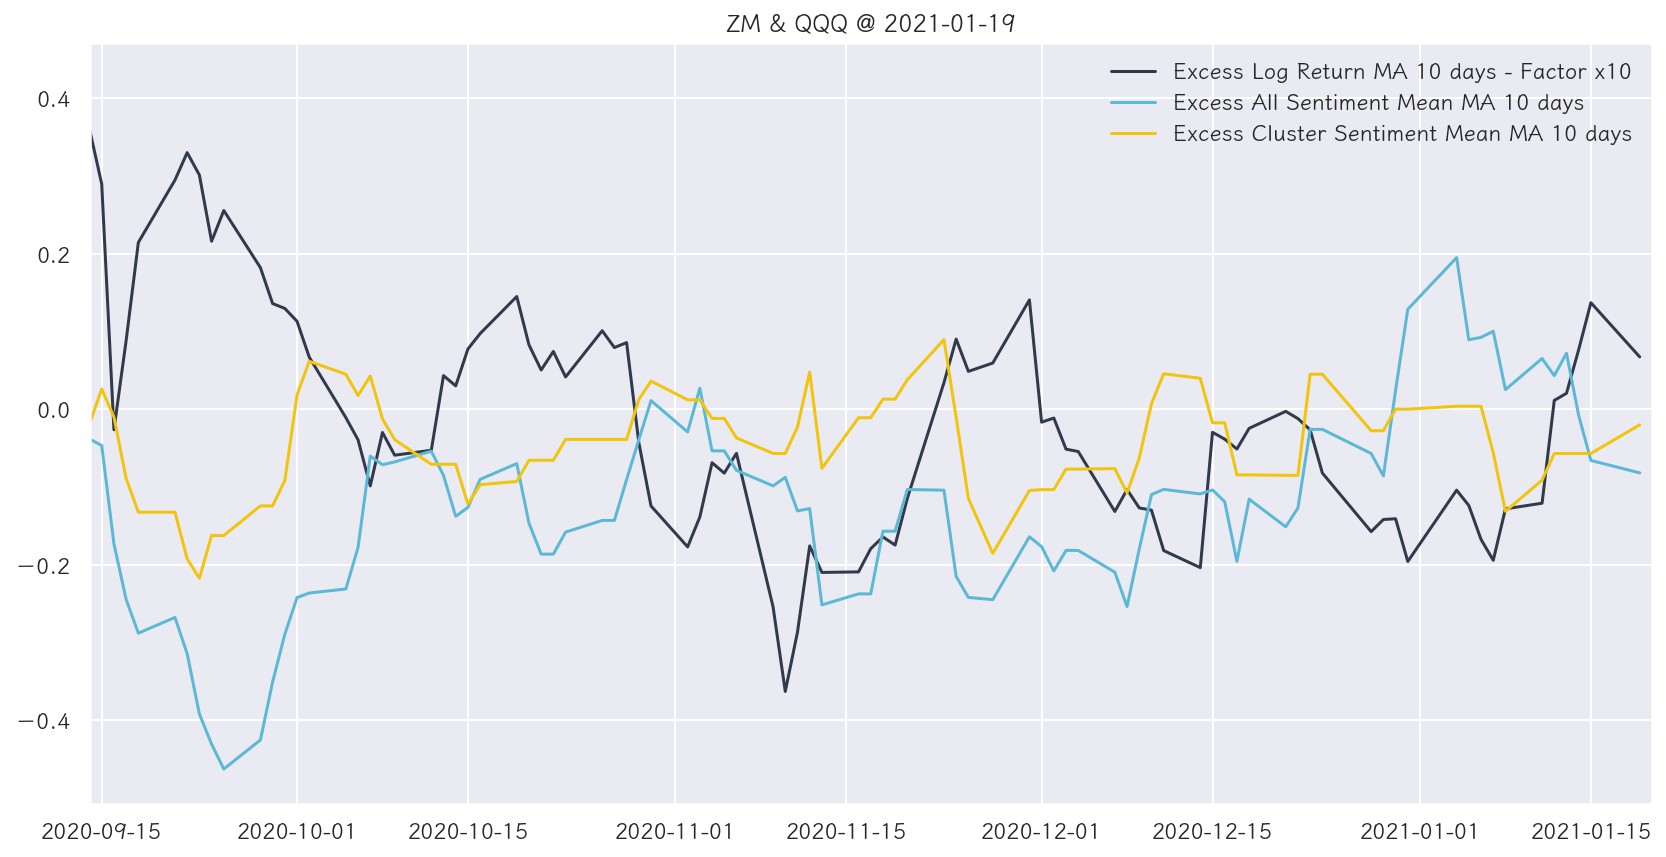 ZM & QQQ @ 2021-01-19
Excess Log Return MA 10 days - Factor x10
Excess All Sentiment Mean MA 10 days
Excess Cluster Sentiment Mean MA 10 days
0.4
0.2
0.0
−0.2
−0.4
2020-09-15 2020-10-01 2020-10-15 2020-11-01 2020-11-15 2020-12-01 2020-12-15 2021-01-01 2021-01-15